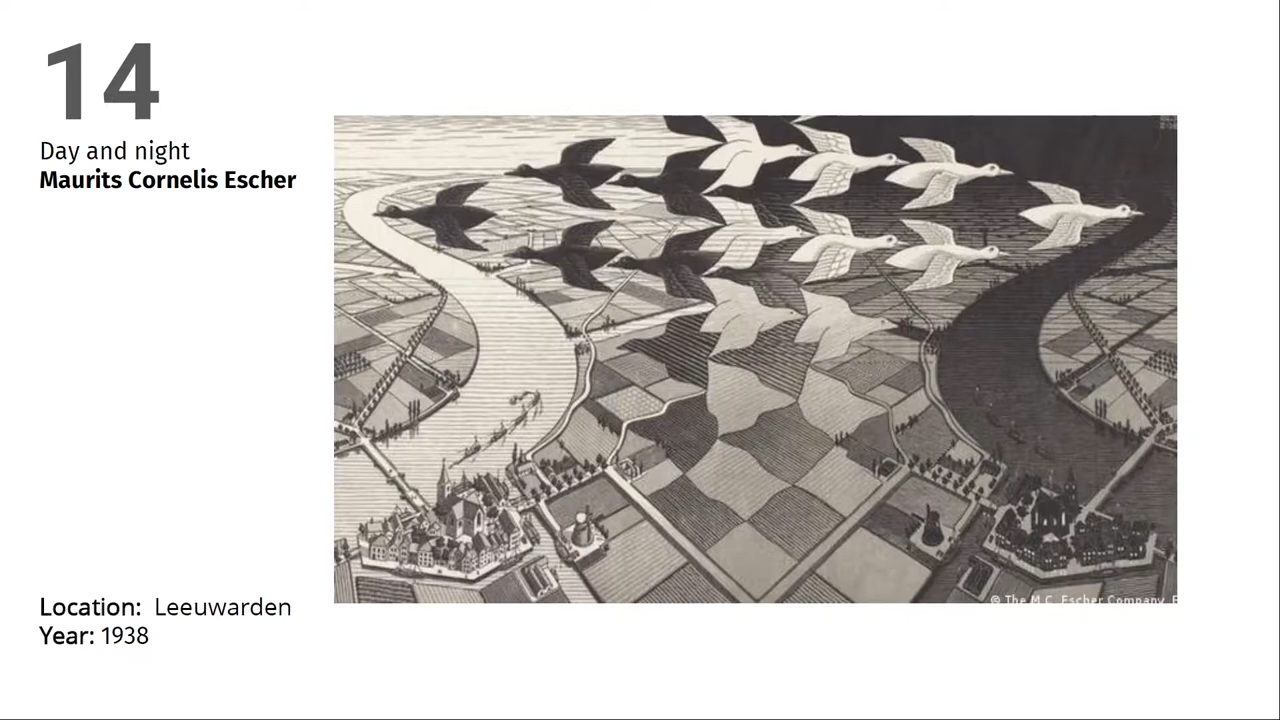 14
Day and night
Maurits Cornelis Escher
Location: Leeuwarden
Year: 1938
© The M.C. Escher Company